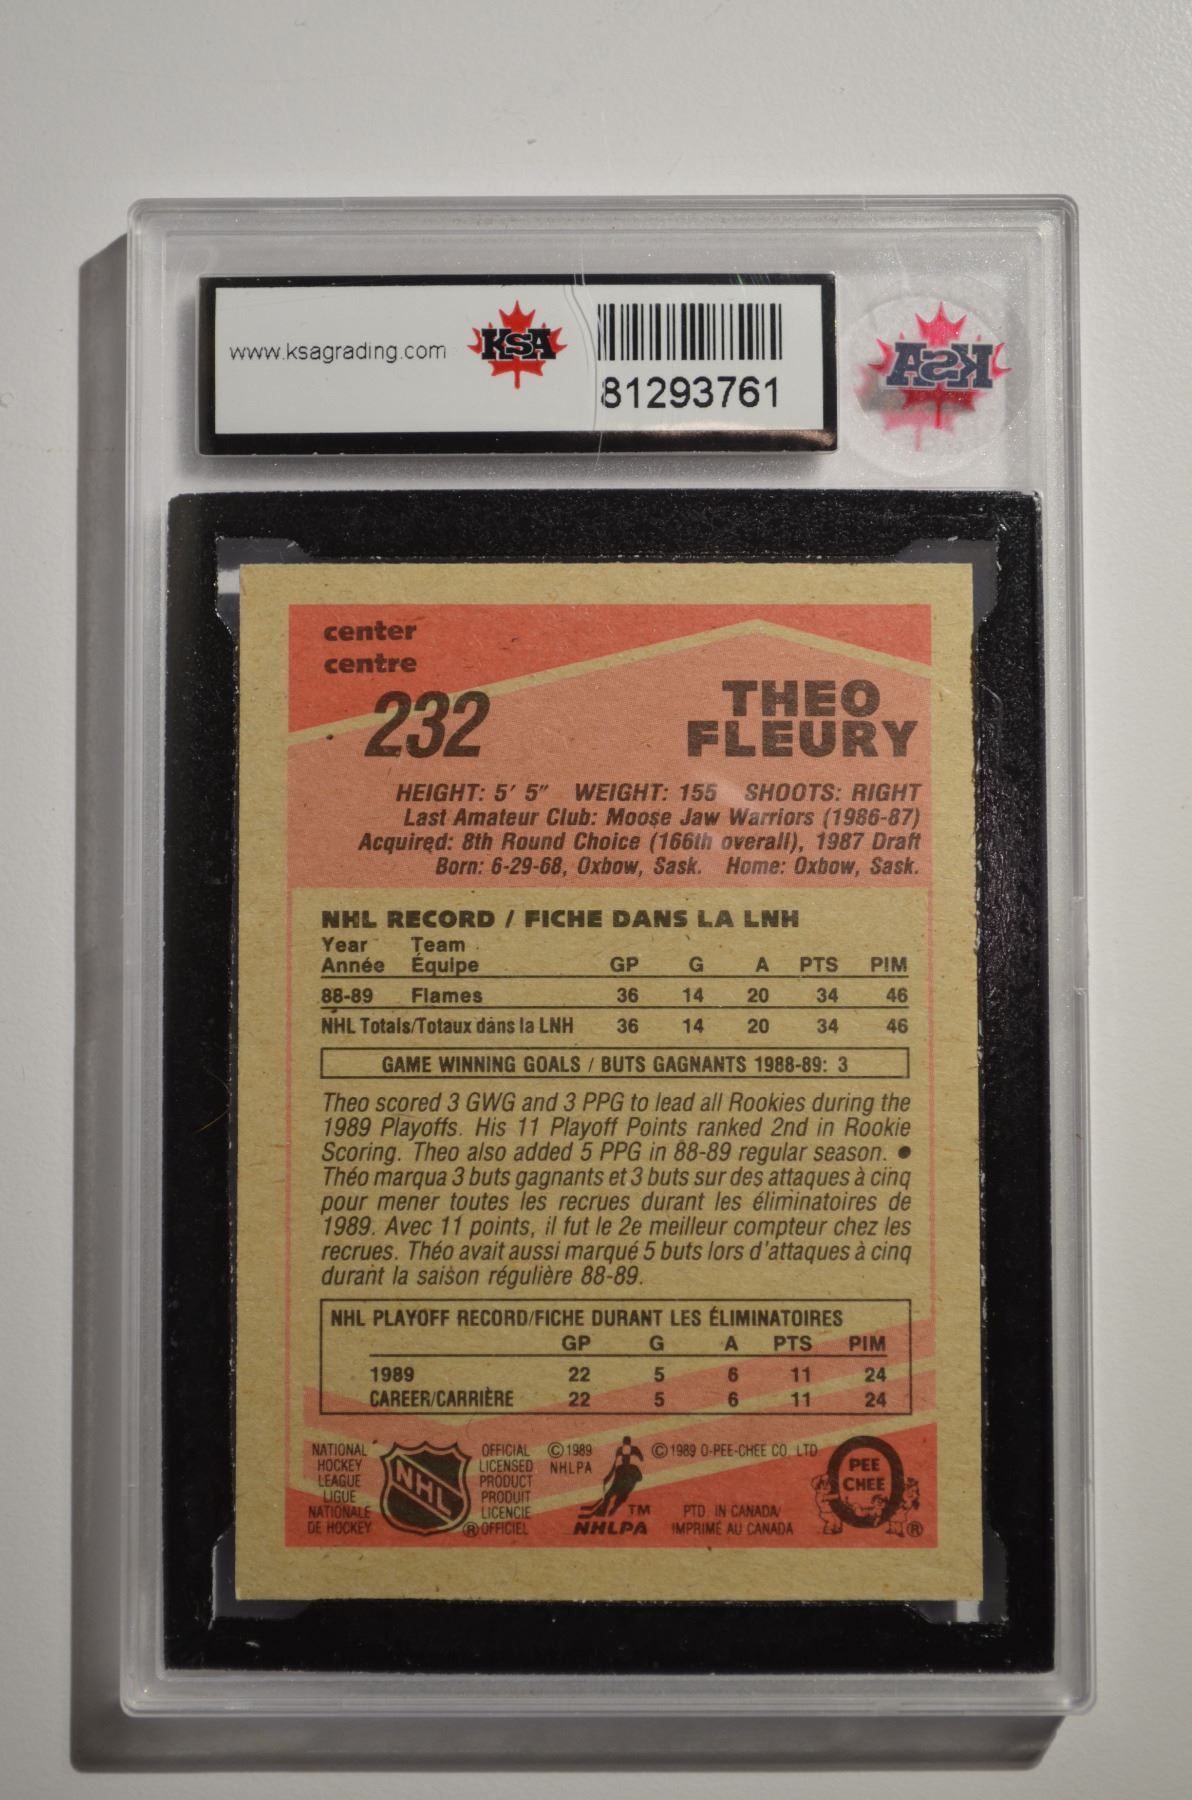 www.ksagrading.com
KSA
81293761
KSA
center
centre
232
THEO
FLEURY
HEIGHT: 5' 5" WEIGHT: 155 SHOOTS: RIGHT
Last Amateur Club: Moose Jaw Warriors (1986-87)
Acquired: 8th Round Choice (166th overall), 1987 Draft
Born: 6-29-68, Oxbow, Sask. Home: Oxbow, Sask.
NHL RECORD / FICHE DANS LA LNH
Year Team
Année Équipe GP G A PTS PIM
88-89 Flames 36 14 20 34 46
NHL Totals/Totaux dans la LNH 36 14 20 34 46
GAME WINNING GOALS / BUTS GAGNANTS 1988-89: 3
Theo scored 3 GWG and 3 PPG to lead all Rookies during the
1989 Playoffs. His 11 Playoff Points ranked 2nd in Rookie
Scoring. Theo also added 5 PPG in 88-89 regular season. ●
Théo marqua 3 buts gagnants et 3 buts sur des attaques à cinq
pour mener toutes les recrues durant les éliminatoires de
1989. Avec 11 points, il fut le 2e meilleur compteur chez les
recrues. Théo avait aussi marqué 5 buts lors d'attaques à cinq
durant la saison régulière 88-89.
NHL PLAYOFF RECORD/FICHE DURANT LES ÉLIMINATOIRES
GP G A PTS PIM
1989 22 5 6 11 24
CAREER/CARRIÈRE 22 5 6 11 24
NATIONAL
HOCKEY
LEAGUE
LIGUE
NATIONALE
DE HOCKEY
NHL
®
OFFICIAL
LICENSED
PRODUCT
PRODUIT
LICENCIE
OFFICIEL
©1989
NHLPA
TM
NHLPA
©1989 O-PEE-CHEE CO. LTD.
PTD. IN CANADA/
IMPRIMÉ AU CANADA
O
PEE
CHEE
®